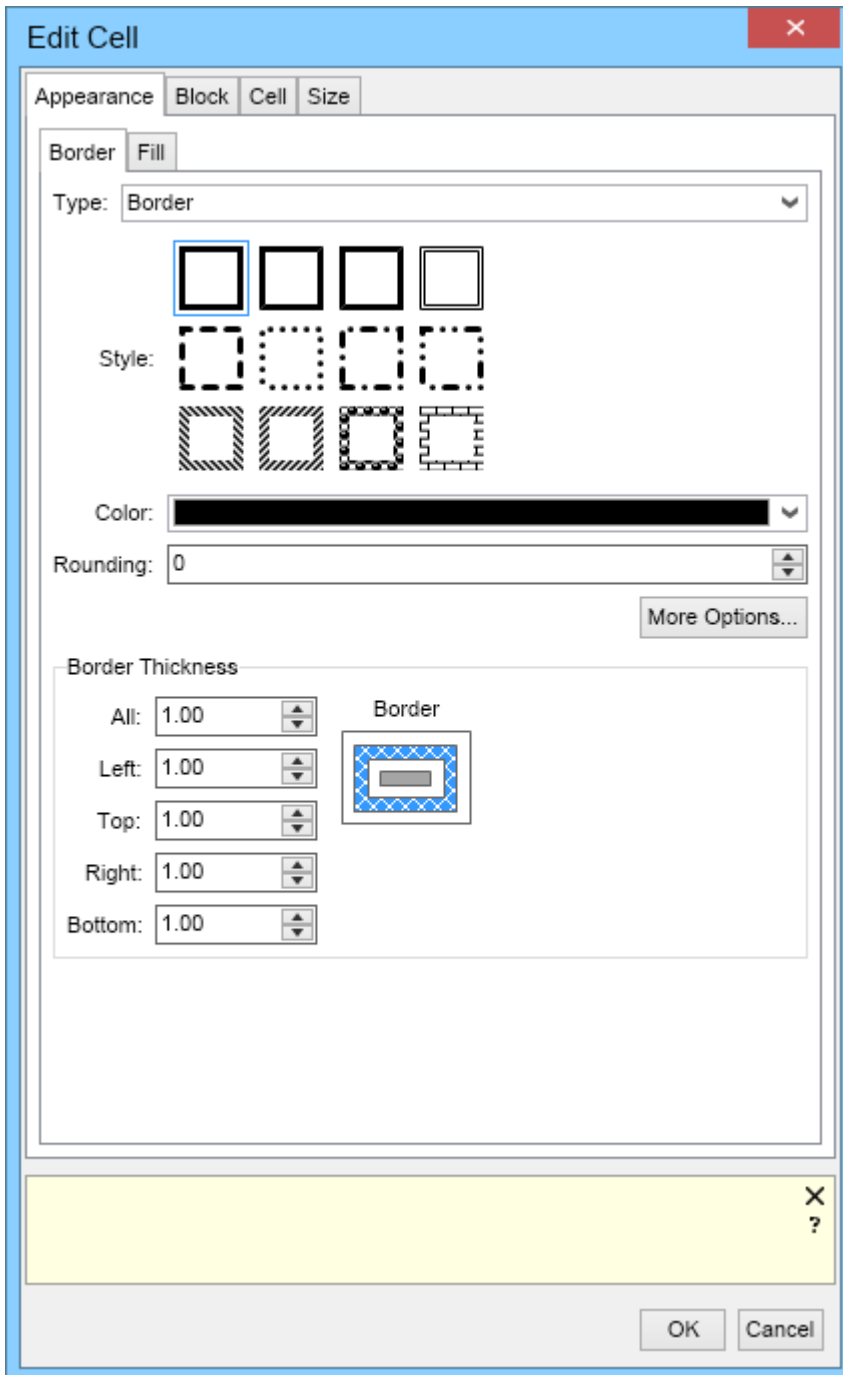 Edit Cell
Appearance Block Cell Size
Border Fill
Type: Border
Style:
Color:
Rounding: 0
More Options...
Border Thickness
All: 1.00 Border
Left: 1.00
Top: 1.00
Right: 1.00
Bottom: 1.00
?
OK Cancel